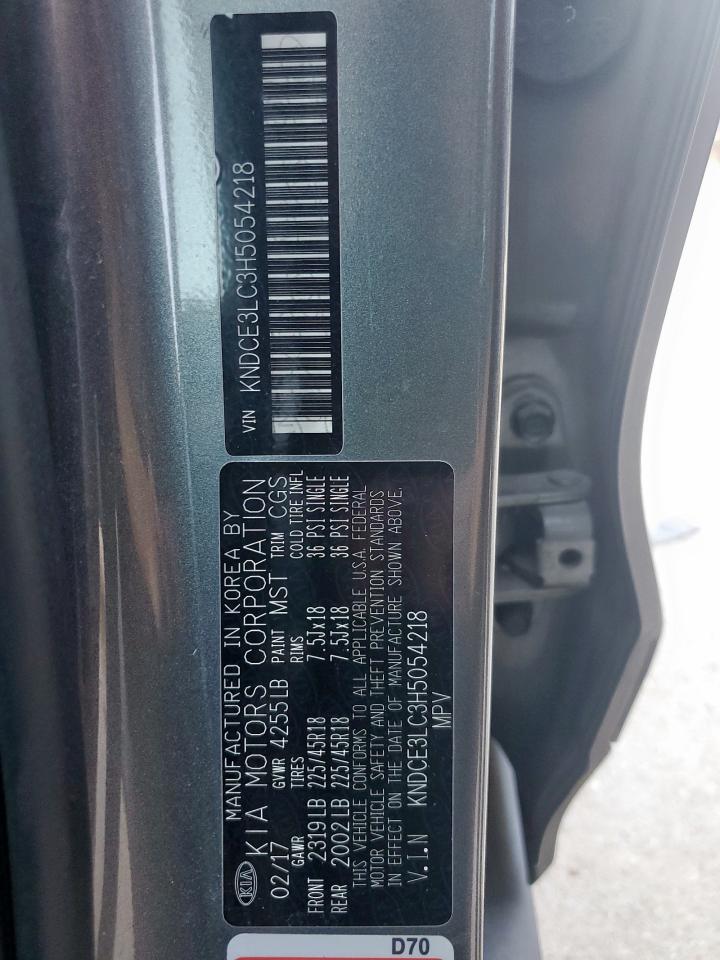 VIN KNDCE3LC3H5054218
MANUFACTURED IN KOREA BY
KIA KIA MOTORS CORPORATION
02/17 GVWR 4255LB PAINT MST TRIM CGS
GAWR TIRES RIMS COLD TIRE INFL
FRONT 2319LB 225/45R18 7.5Jx18 36 PSI SINGLE
REAR 2002LB 225/45R18 7.5Jx18 36 PSI SINGLE
THIS VEHICLE CONFORMS TO ALL APPLICABLE U.S.A. FEDERAL
MOTOR VEHICLE SAFETY AND THEFT PREVENTION STANDARDS
IN EFFECT ON THE DATE OF MANUFACTURE SHOWN ABOVE.
V.I.N KNDCE3LC3H5054218
MPV
D70